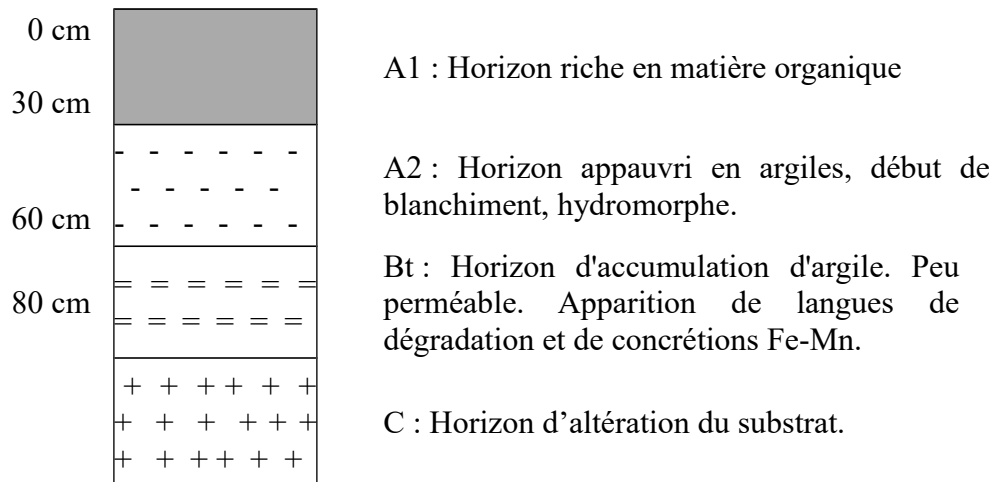 0 cm
A1 : Horizon riche en matière organique
30 cm
A2 : Horizon appauvri en argiles, début de
blanchiment, hydromorphe.
60 cm
Bt : Horizon d'accumulation d'argile. Peu
perméable. Apparition de langues de
dégradation et de concrétions Fe-Mn.
80 cm
C : Horizon d’altération du substrat.